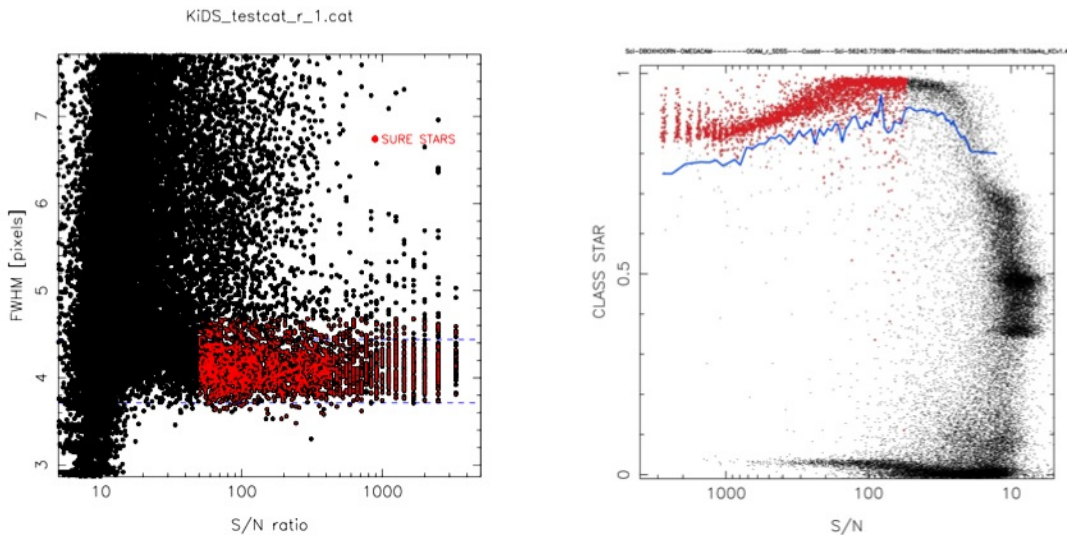 KiDS_testcat_r_1.cat
7
SURE STARS
6
FWHM [pixels]
5
4
3
10
100
1000
S/N ratio
1
CLASS STAR
0.5
0
1000
100
10
S/N